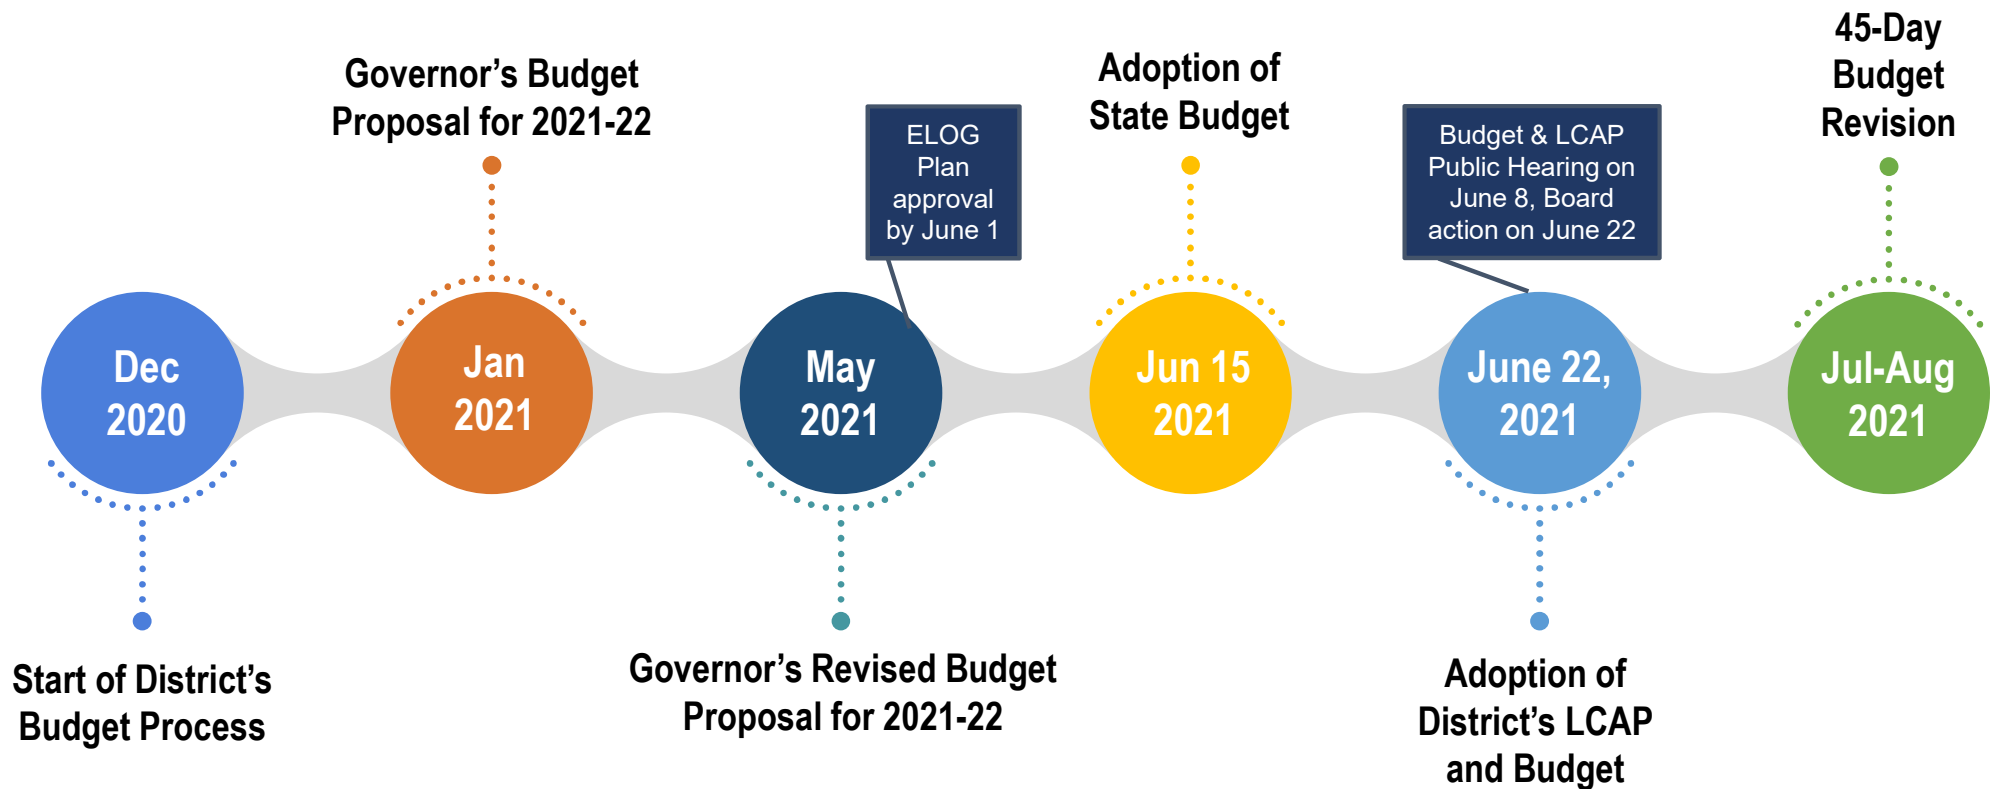 Dec
2020
Start of District’s
Budget Process
Governor’s Budget
Proposal for 2021-22
Jan
2021
ELOG
Plan
approval
by June 1
May
2021
Governor’s Revised Budget
Proposal for 2021-22
Adoption of
State Budget
Jun 15
2021
Budget & LCAP
Public Hearing on
June 8, Board
action on June 22
June 22,
2021
Adoption of
District’s LCAP
and Budget
45-Day
Budget
Revision
Jul-Aug
2021